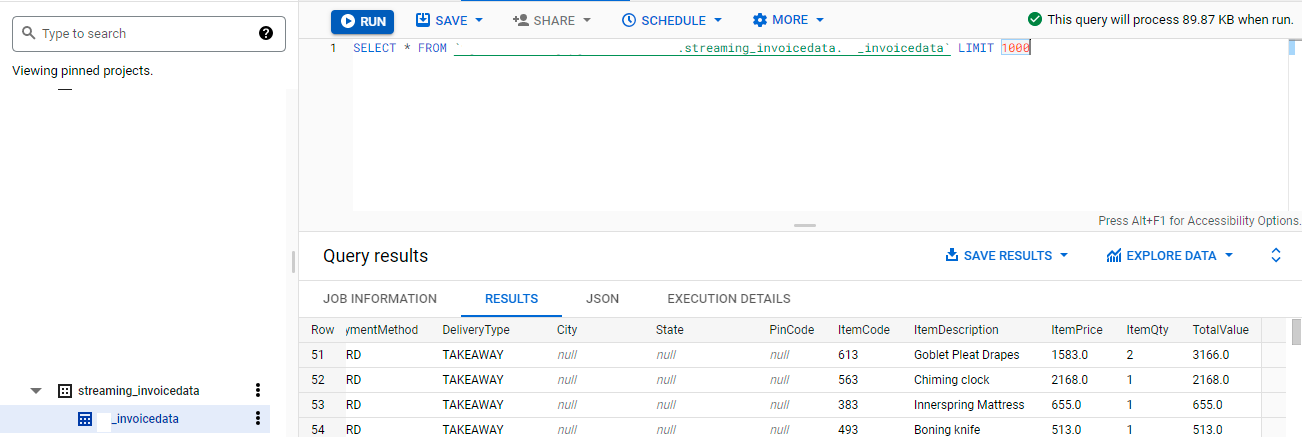 RUN SAVE SHARE SCHEDULE MORE This query will process 89.87 KB when run.
Type to search
Viewing pinned projects.
1 SELECT * FROM ` .streaming_invoicedata. _invoicedata` LIMIT 1000
Press Alt+F1 for Accessibility Options.
Query results SAVE RESULTS EXPLORE DATA
JOB INFORMATION RESULTS JSON EXECUTION DETAILS
Row ymentMethod DeliveryType City State PinCode ItemCode ItemDescription ItemPrice ItemQty TotalValue
51 RD TAKEAWAY null null null 613 Goblet Pleat Drapes 1583.0 2 3166.0
52 RD TAKEAWAY null null null 563 Chiming clock 2168.0 1 2168.0
53 RD TAKEAWAY null null null 383 Innerspring Mattress 655.0 1 655.0
54 RD TAKEAWAY null null null 493 Boning knife 513.0 1 513.0
streaming_invoicedata
_invoicedata